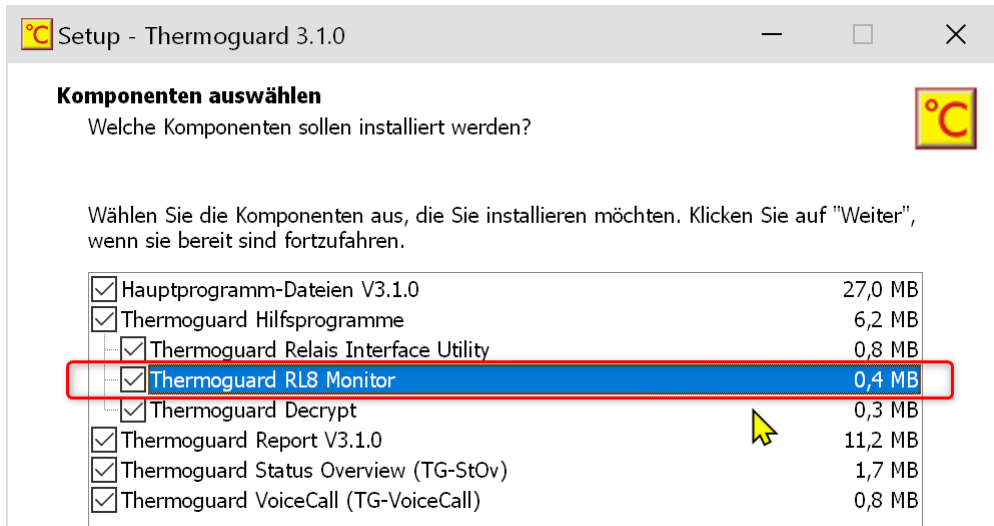 °C Setup - Thermoguard 3.1.0
Komponenten auswählen
Welche Komponenten sollen installiert werden?
°C
Wählen Sie die Komponenten aus, die Sie installieren möchten. Klicken Sie auf "Weiter",
wenn sie bereit sind fortzufahren.
Hauptprogramm-Dateien V3.1.0 27,0 MB
Thermoguard Hilfsprogramme 6,2 MB
Thermoguard Relais Interface Utility 0,8 MB
Thermoguard RL8 Monitor 0,4 MB
Thermoguard Decrypt 0,3 MB
Thermoguard Report V3.1.0 11,2 MB
Thermoguard Status Overview (TG-StOv) 1,7 MB
Thermoguard VoiceCall (TG-VoiceCall) 0,8 MB